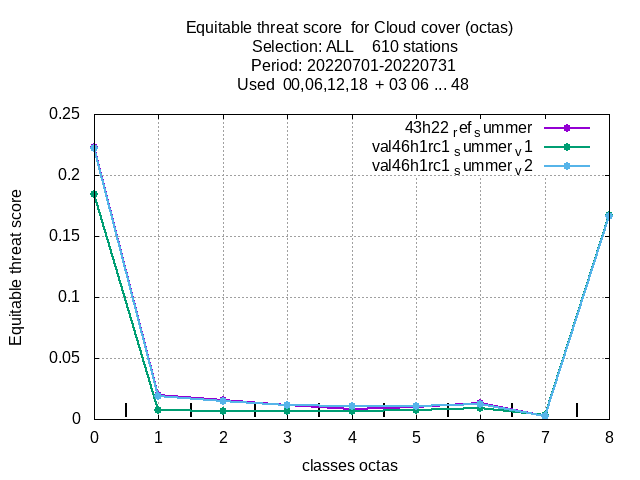 Equitable threat score for Cloud cover (octas)
Selection: ALL 610 stations
Period: 20220701-20220731
Used 00,06,12,18 + 03 06 ... 48
43h22 ref summer
val46h1rc1 summer v1
val46h1rc1 summer v2
Equitable threat score
0.25
0.2
0.15
0.1
0.05
0
0 1 2 3 4 5 6 7 8
classes octas